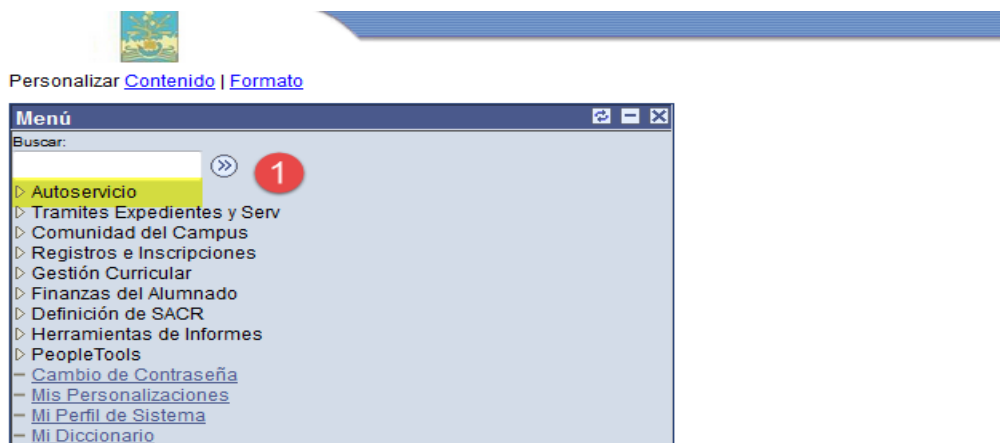 Personalizar Contenido | Formato
Menú
Buscar:
1
Autoservicio
Tramites Expedientes y Serv
Comunidad del Campus
Registros e Inscripciones
Gestión Curricular
Finanzas del Alumnado
Definición de SACR
Herramientas de Informes
PeopleTools
Cambio de Contraseña
Mis Personalizaciones
Mi Perfil de Sistema
Mi Diccionario